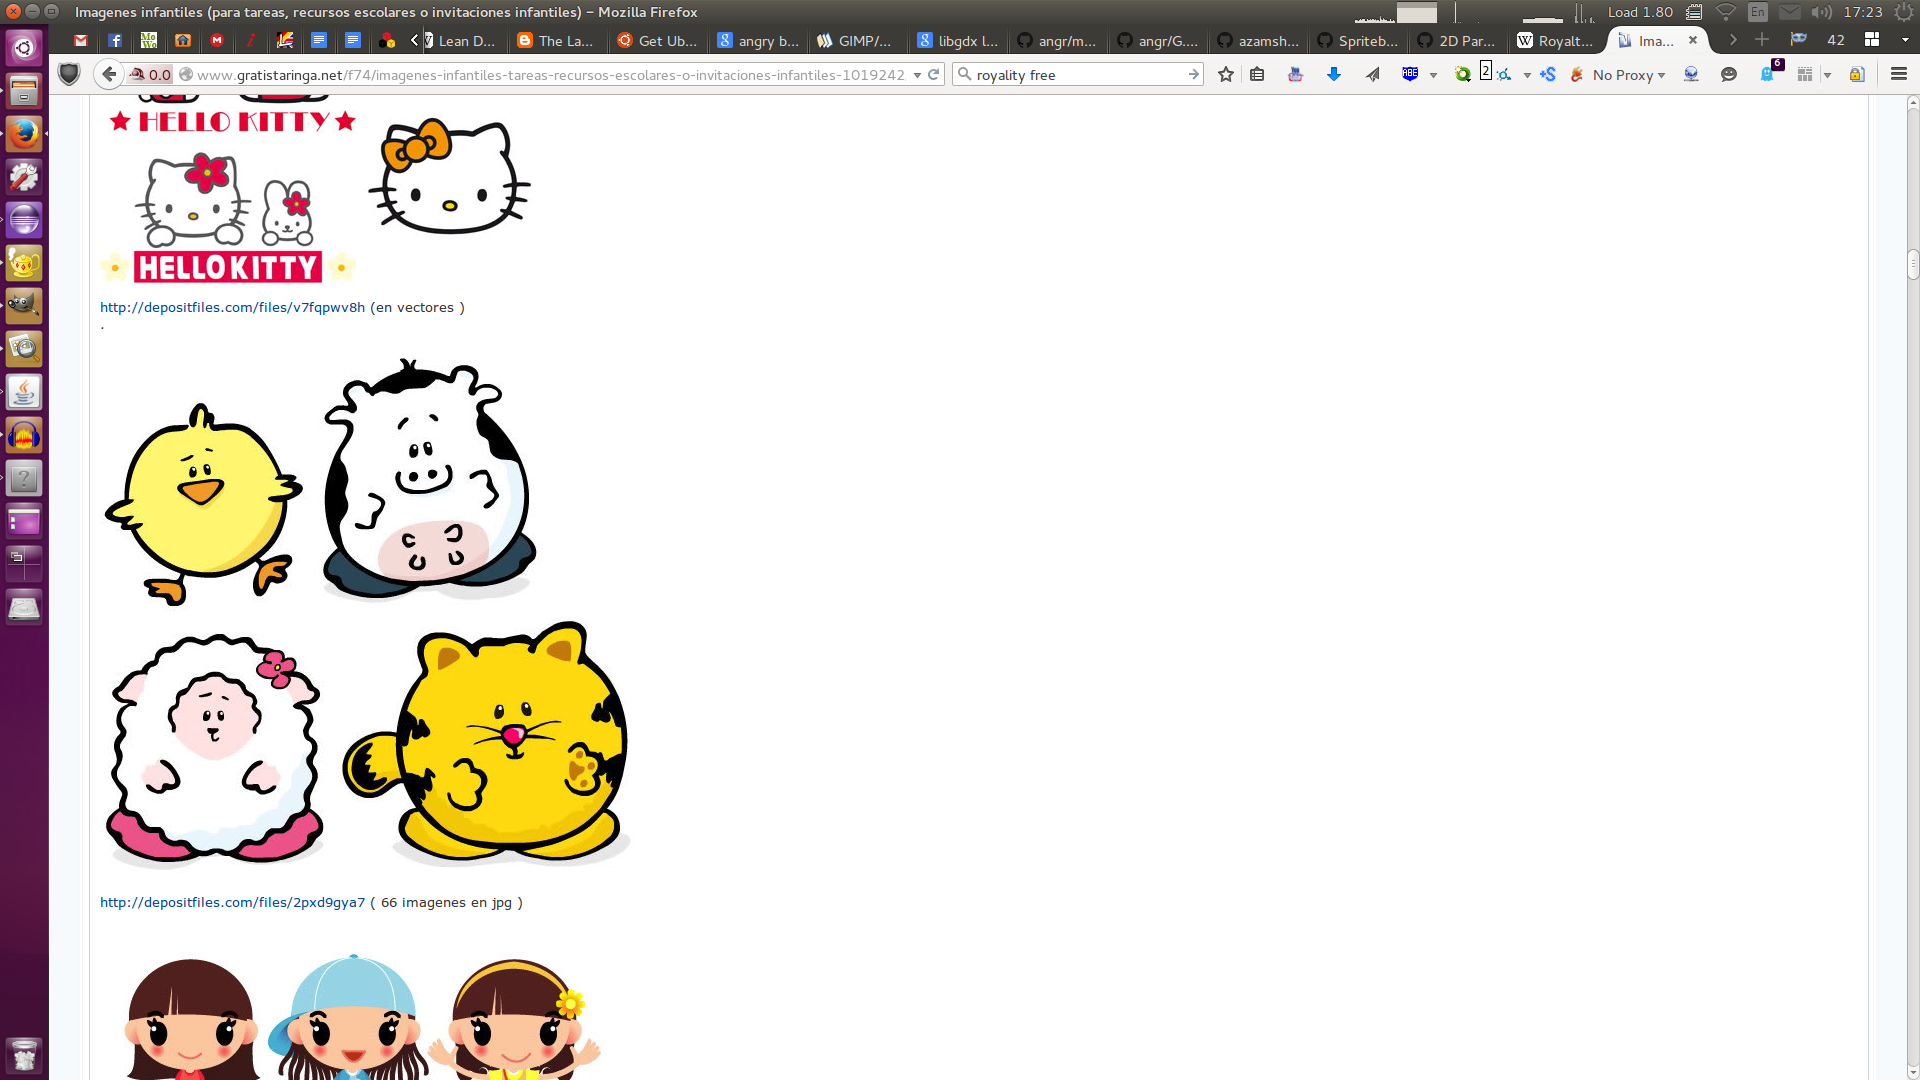 Imagenes infantiles (para tareas, recursos escolares o invitaciones infantiles) – Mozilla Firefox
Load 1.80
En
17:23
Lean D...
The La...
Get Ub...
angry b...
GIMP/...
libgdx l...
angr/m...
angr/G....
azamsh...
Spriteb...
2D Par...
Royalt...
Ima...
42
0.0
www.gratistaringa.net/f74/imagenes-infantiles-tareas-recursos-escolares-o-invitaciones-infantiles-1019242
royality free
ABE
2
No Proxy
6
HELLO KITTY
HELLO KITTY
http://depositfiles.com/files/v7fqpwv8h (en vectores )
.
http://depositfiles.com/files/2pxd9gya7 ( 66 imagenes en jpg )